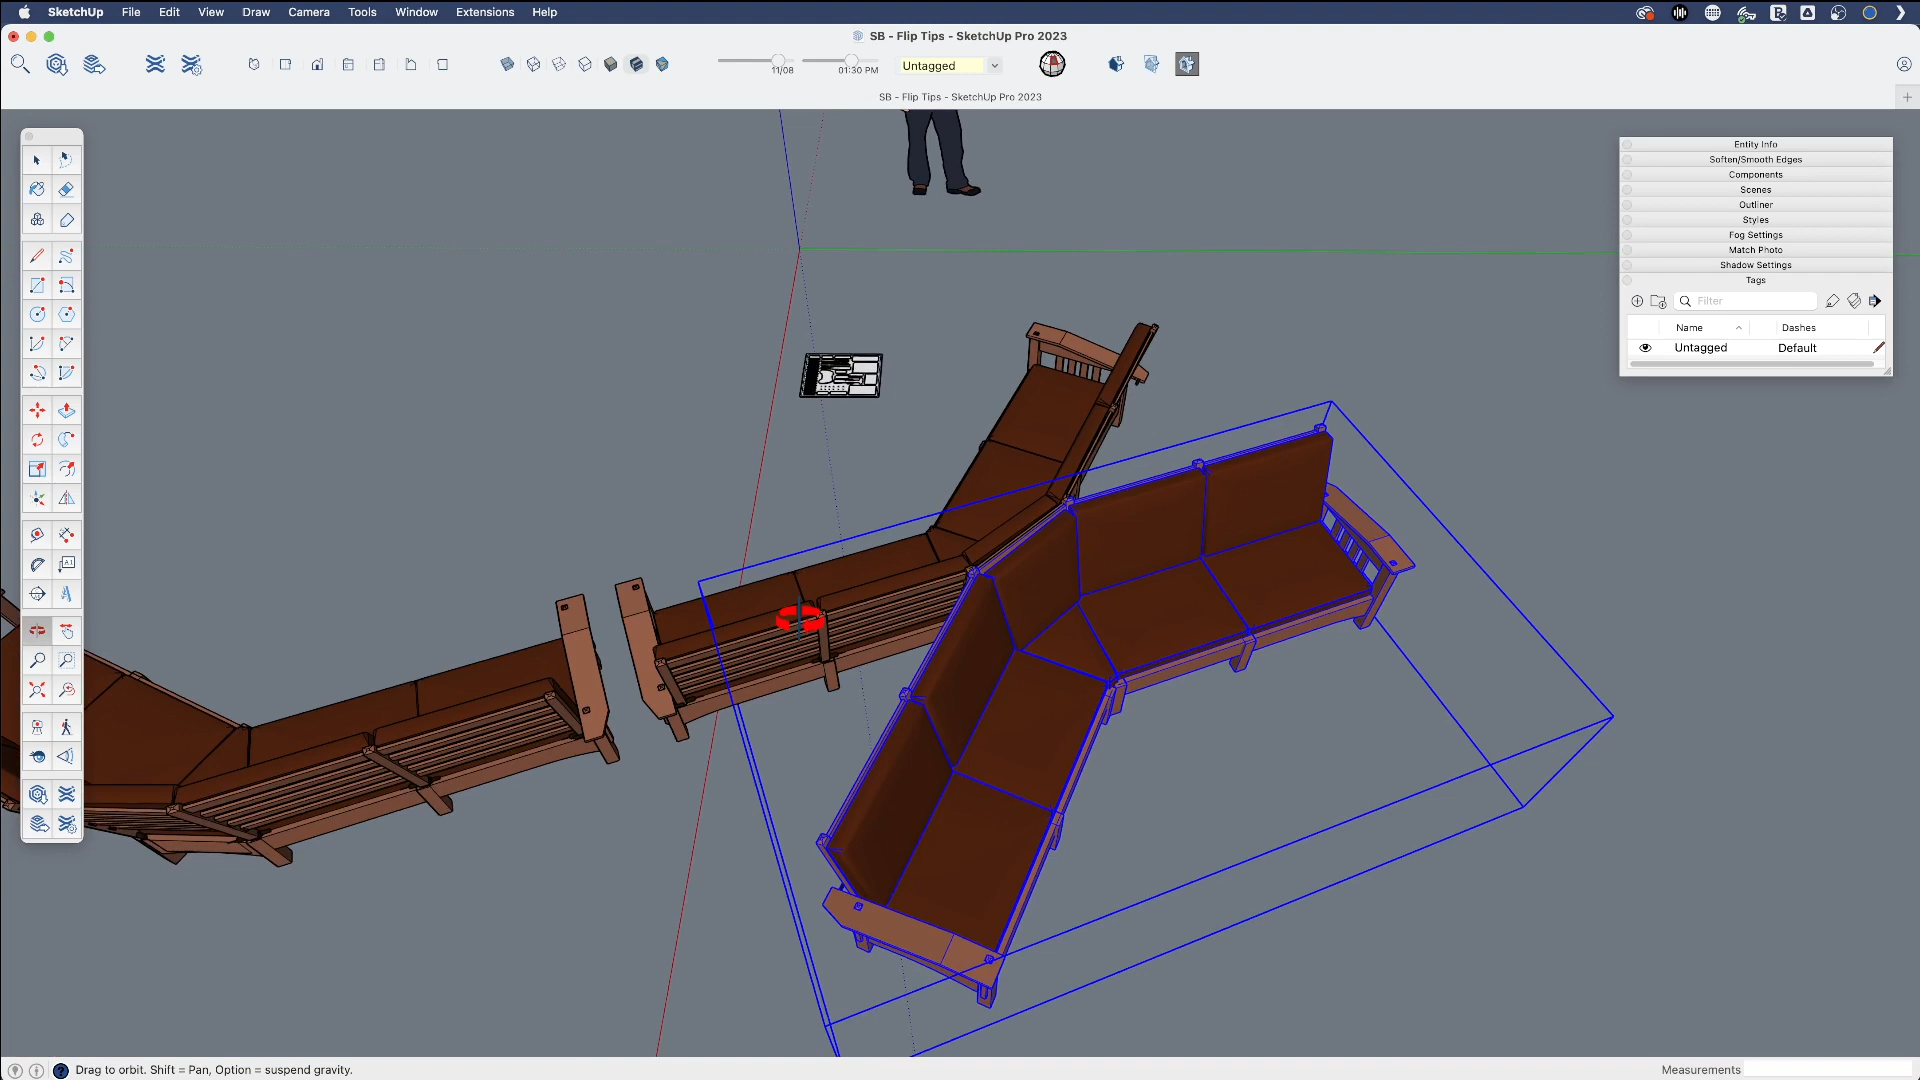 SketchUp File Edit View Draw Camera Tools Window Extensions Help
SB - Flip Tips - SketchUp Pro 2023
11/08 01:30 PM Untagged
SB - Flip Tips - SketchUp Pro 2023
Entity Info
Soften/Smooth Edges
Components
Scenes
Outliner
Styles
Fog Settings
Match Photo
Shadow Settings
Tags
Filter
Name Dashes
Untagged Default
A1
Drag to orbit. Shift = Pan, Option = suspend gravity.
Measurements